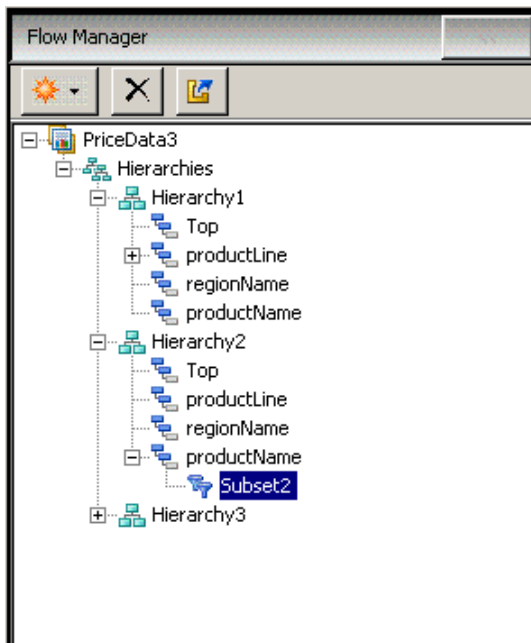 Flow Manager
PriceData3
Hierarchies
Hierarchy1
Top
productLine
regionName
productName
Hierarchy2
Top
productLine
regionName
productName
Subset2
Hierarchy3